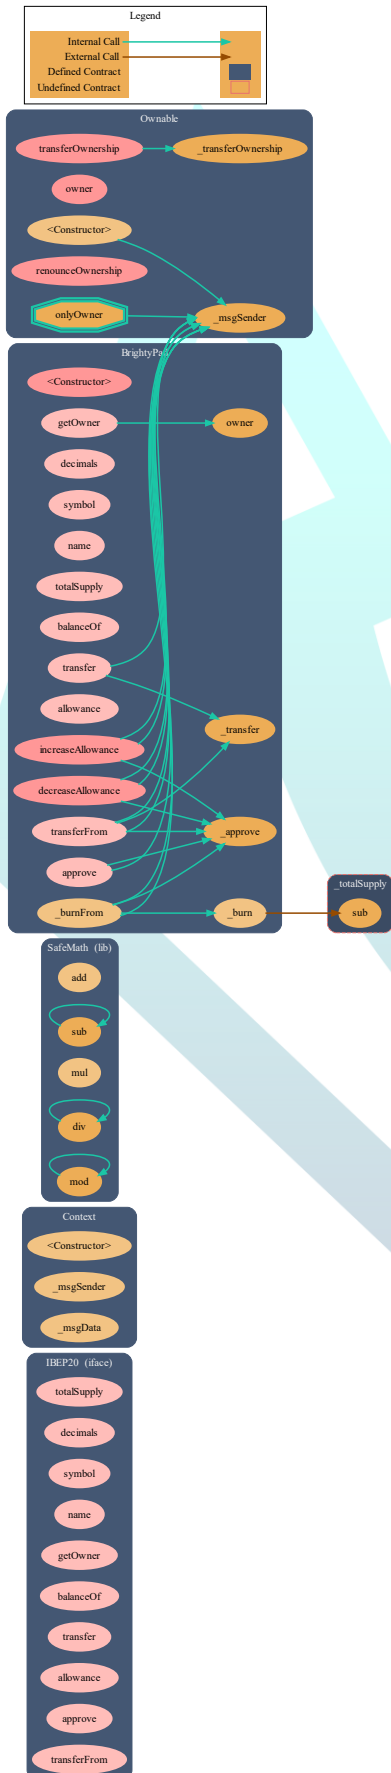 Legend
Internal Call
External Call
Defined Contract
Undefined Contract
Ownable
transferOwnership
_transferOwnership
owner
<Constructor>
renounceOwnership
onlyOwner
_msgSender
<Constructor>
getOwner
owner
decimals
symbol
name
totalSupply
balanceOf
transfer
allowance
_transfer
increaseAllowance
decreaseAllowance
transferFrom
_approve
approve
_totalSupply
_burnFrom
_burn
sub
SafeMath (lib)
add
sub
mul
div
mod
Context
<Constructor>
_msgSender
_msgData
IBEP20 (iface)
totalSupply
decimals
symbol
name
getOwner
balanceOf
transfer
allowance
approve
transferFrom